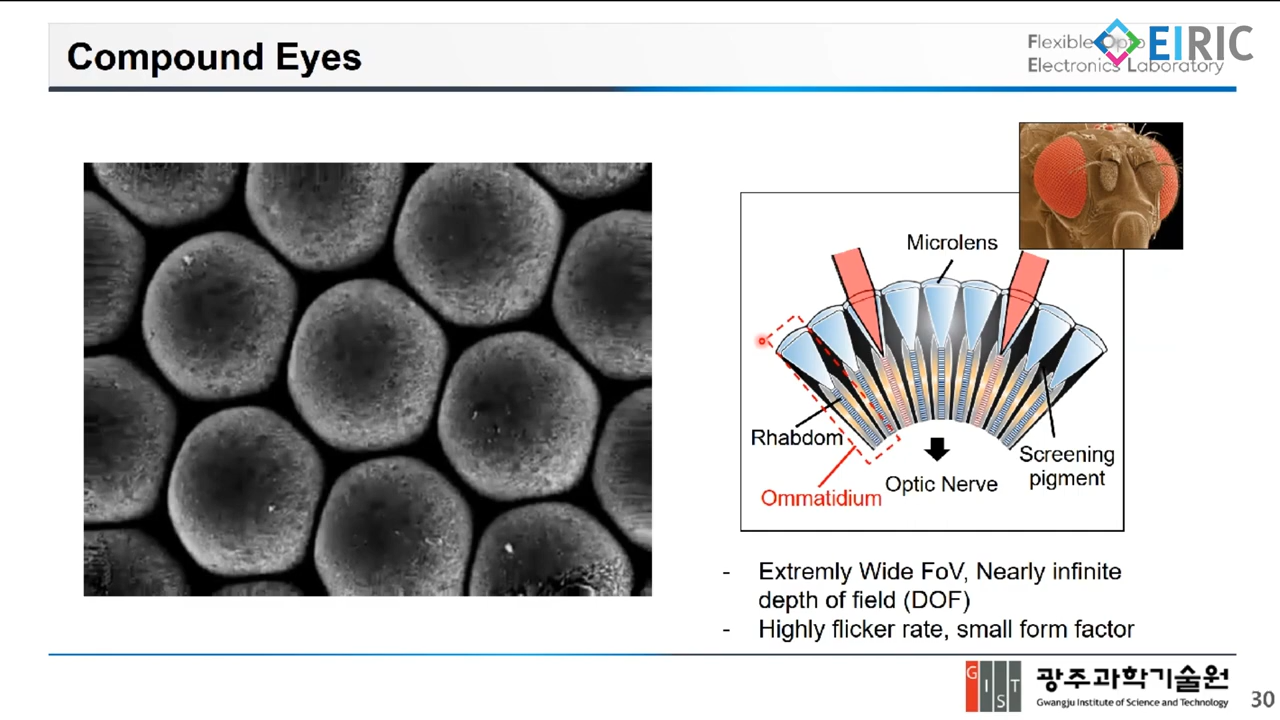 Compound Eyes
Flexible Opto
Electronics Laboratory
EIRIC
Microlens
Rhabdom
Screening
pigment
Optic Nerve
Ommatidium
- Extremly Wide FoV, Nearly infinite
depth of field (DOF)
- Highly flicker rate, small form factor
GIST
광주과학기술원
Gwangju Institute of Science and Technology
30